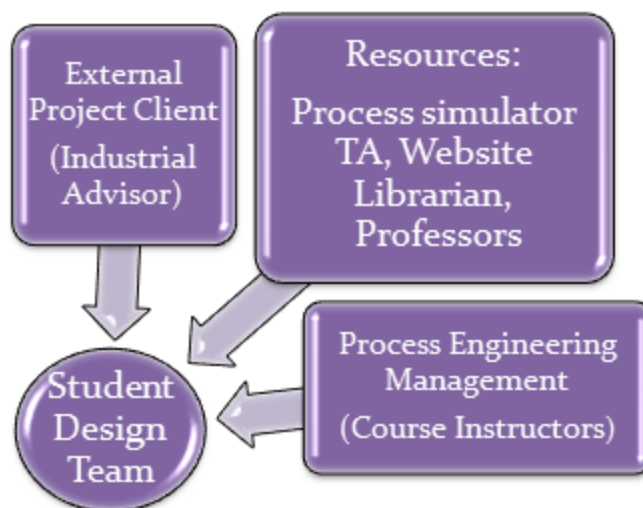 External
Project Client
(Industrial
Advisor)
Resources:
Process simulator
TA, Website
Librarian,
Professors
Process Engineering
Management
(Course Instructors)
Student
Design
Team